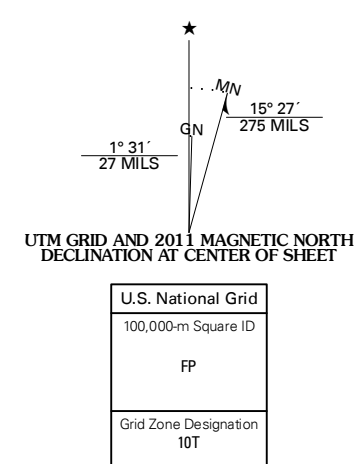 ★
MN
GN
15° 27´
275 MILS
1° 31´
27 MILS
UTM GRID AND 2011 MAGNETIC NORTH
DECLINATION AT CENTER OF SHEET
U.S. National Grid
100,000-m Square ID
FP
Grid Zone Designation
10T